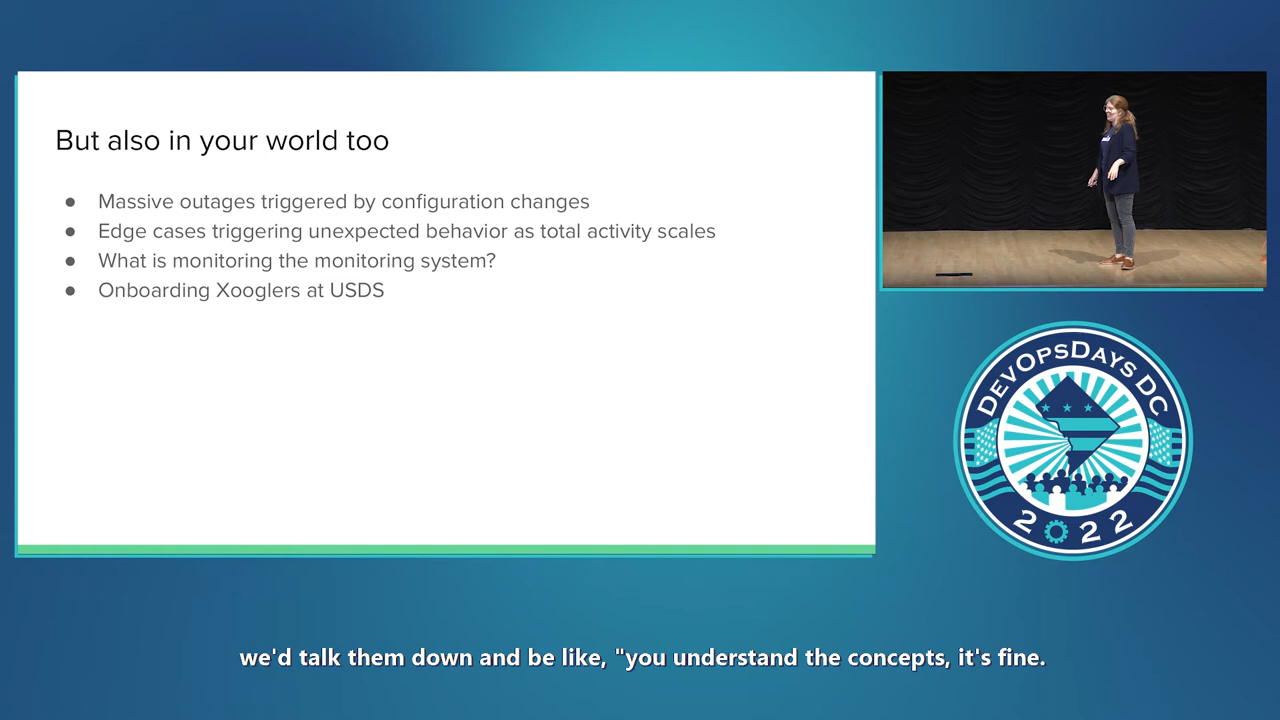 But also in your world too
● Massive outages triggered by configuration changes
● Edge cases triggering unexpected behavior as total activity scales
● What is monitoring the monitoring system?
● Onboarding Xooglers at USDS
DEVOPSDAYS DC
2022
we'd talk them down and be like, "you understand the concepts, it's fine.